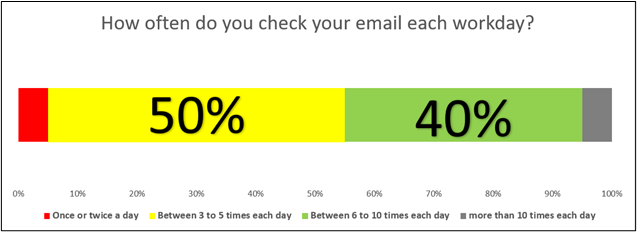 How often do you check your email each workday?
50% 40%
0% 10% 20% 30% 40% 50% 60% 70% 80% 90% 100%
Once or twice a day Between 3 to 5 times each day Between 6 to 10 times each day more than 10 times each day